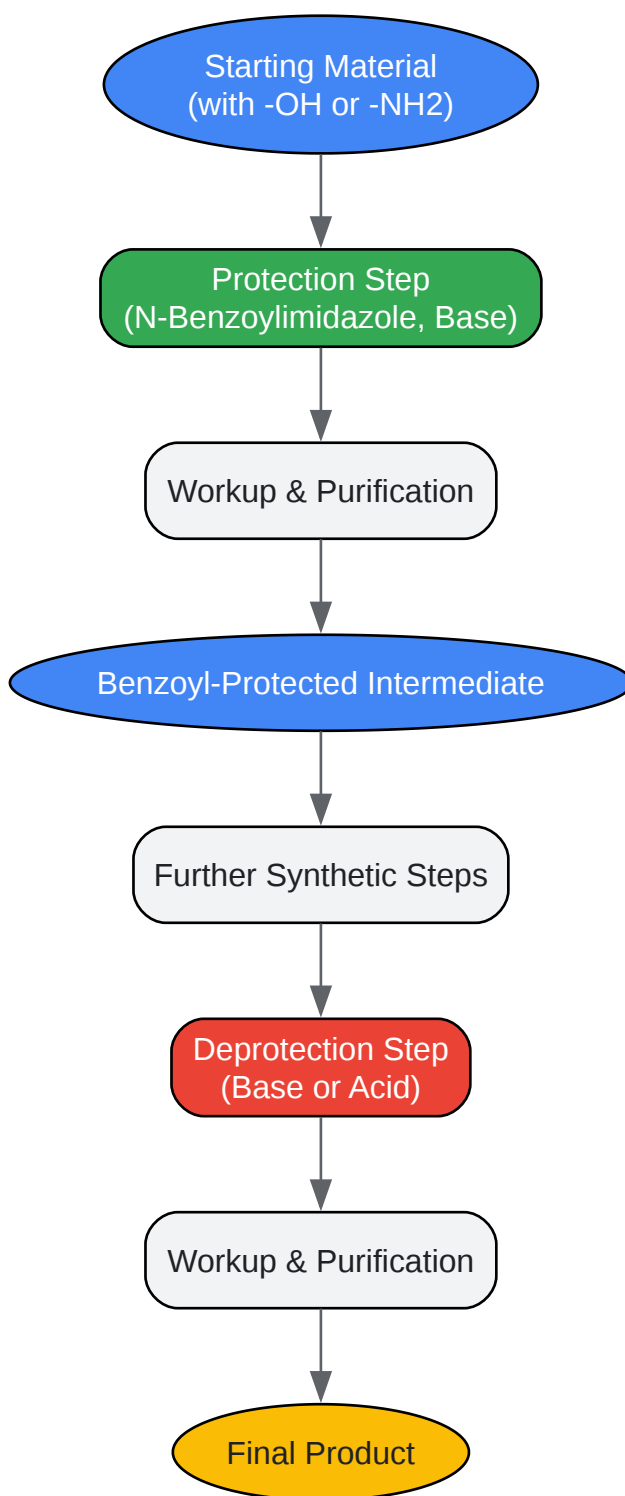 Starting Material
(with -OH or -NH2)
Protection Step
(N-Benzoylimidazole, Base)
Workup & Purification
Benzoyl-Protected Intermediate
Further Synthetic Steps
Deprotection Step
(Base or Acid)
Workup & Purification
Final Product